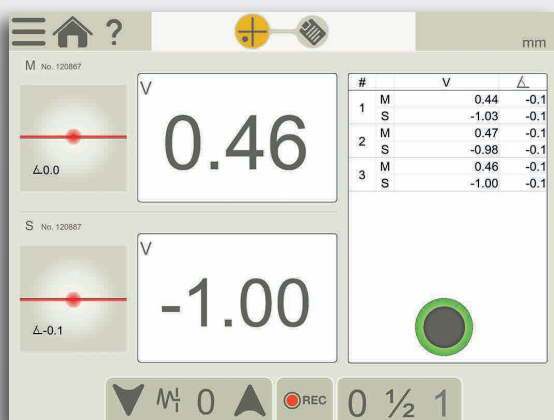 ?
mm
M No. 120887
∡0.0
V
0.46
S No. 120887
∡-0.1
V
-1.00
# V ∡
1 M 0.44 -0.1
S -1.03 -0.1
2 M 0.47 -0.1
S -0.98 -0.1
3 M 0.46 -0.1
S -1.00 -0.1
0 REC 0 ½ 1